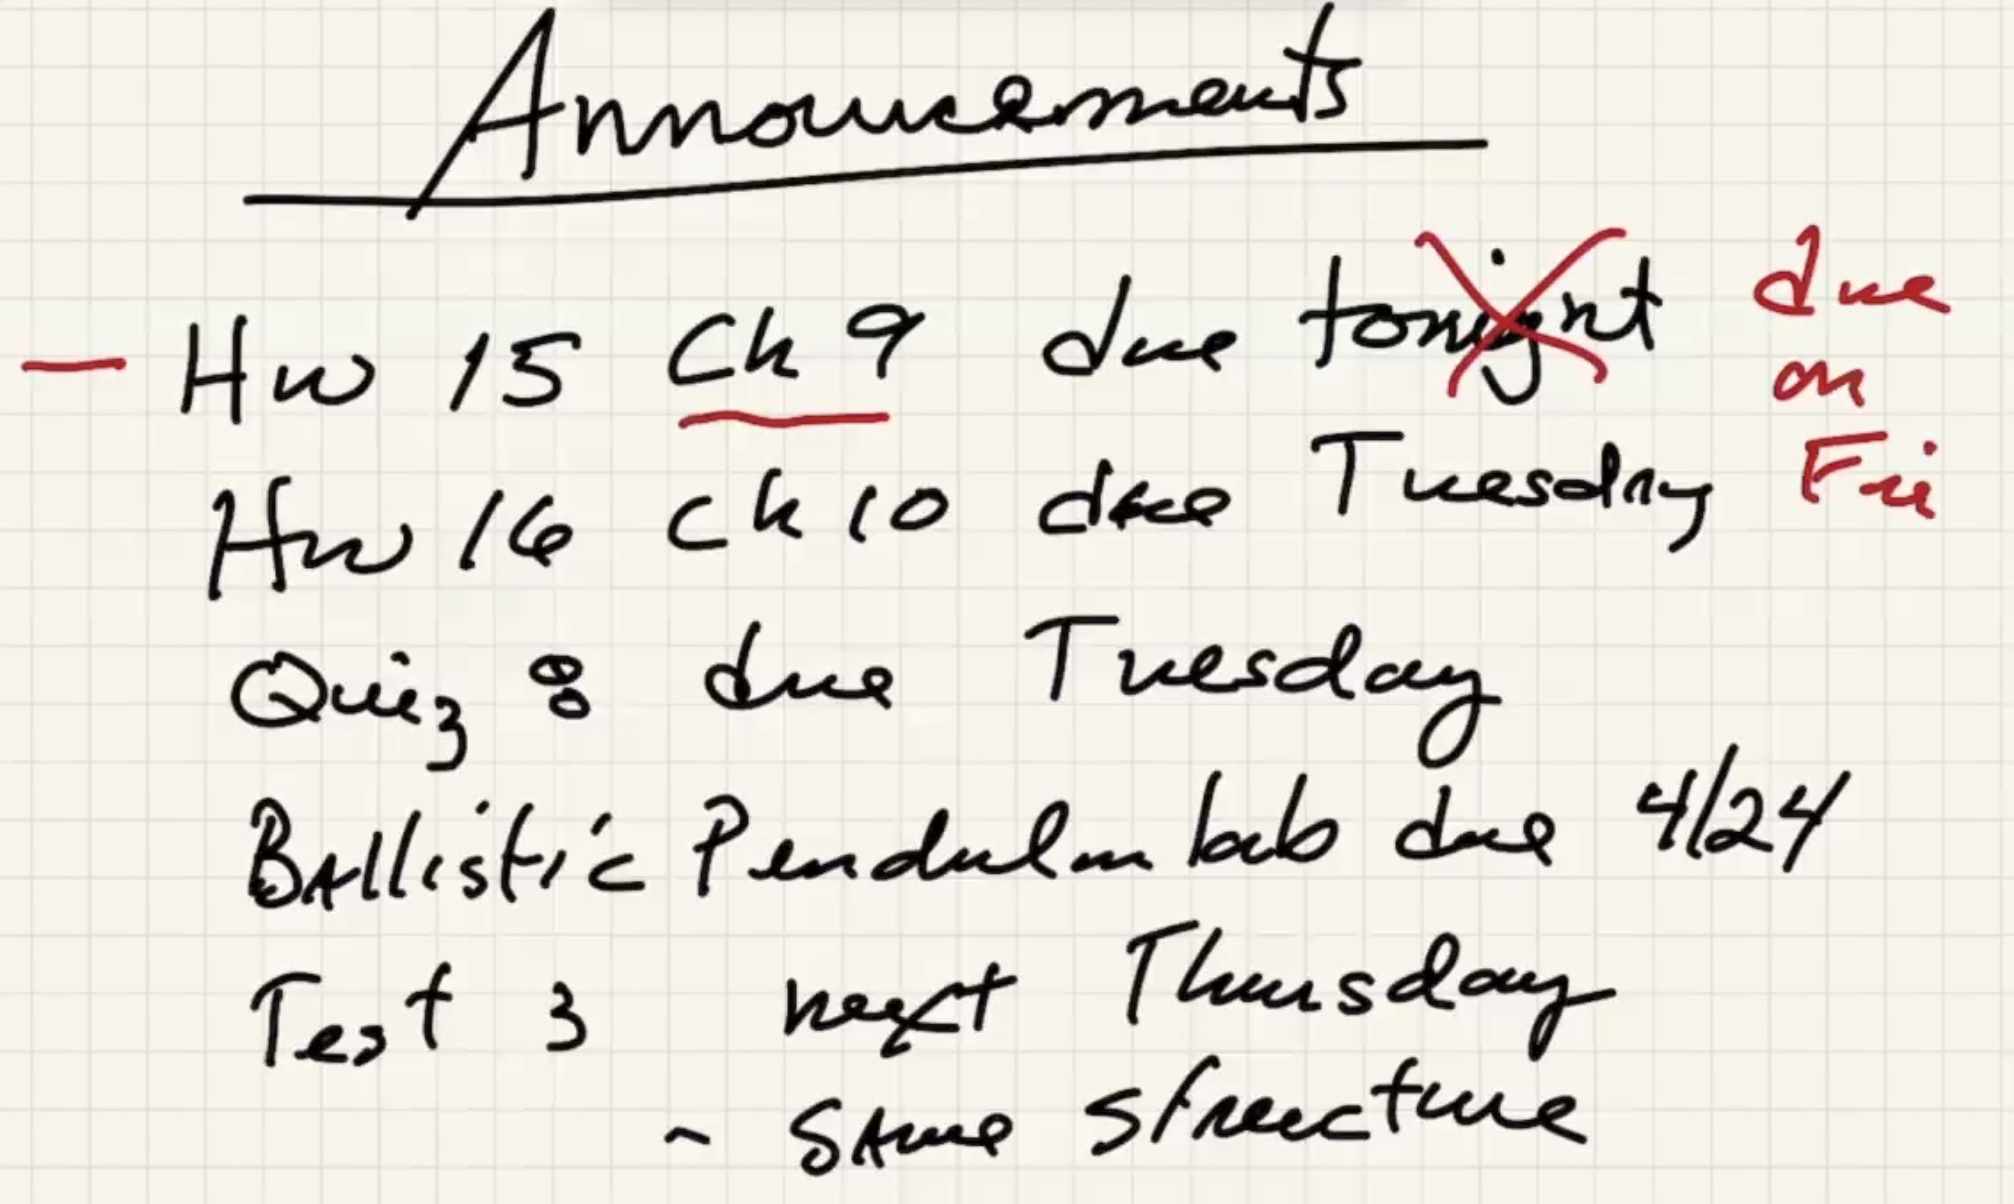 Announcements
- Hw 15 Ch 9 due tonight due on Fri
Hw 16 Ch 10 due Tuesday
Quiz 8 due Tuesday
Ballistic Pendulm lab due 4/24
Test 3 next Thursday
~ Same structure